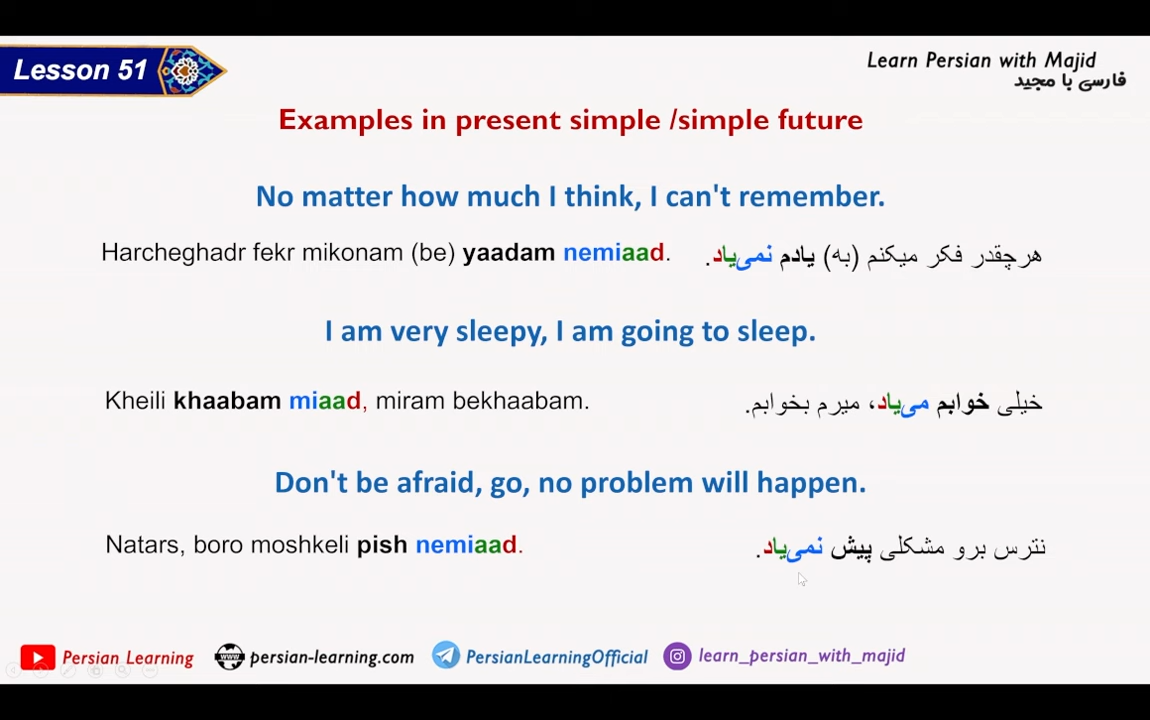 Lesson 51
Learn Persian with Majid
فارسی با مجید
Examples in present simple /simple future
No matter how much I think, I can't remember.
Harcheghadr fekr mikonam (be) yaadam nemiaad. هرچقدر فکر میکنم (به) یادم نمی‌یاد.
I am very sleepy, I am going to sleep.
Kheili khaabam miaad, miram bekhaabam. خیلی خوابم می‌یاد، میرم بخوابم.
Don't be afraid, go, no problem will happen.
Natars, boro moshkeli pish nemiaad. نترس برو مشکلی پیش نمی‌یاد.
Persian Learning www persian-learning.com PersianLearningOfficial learn_persian_with_majid